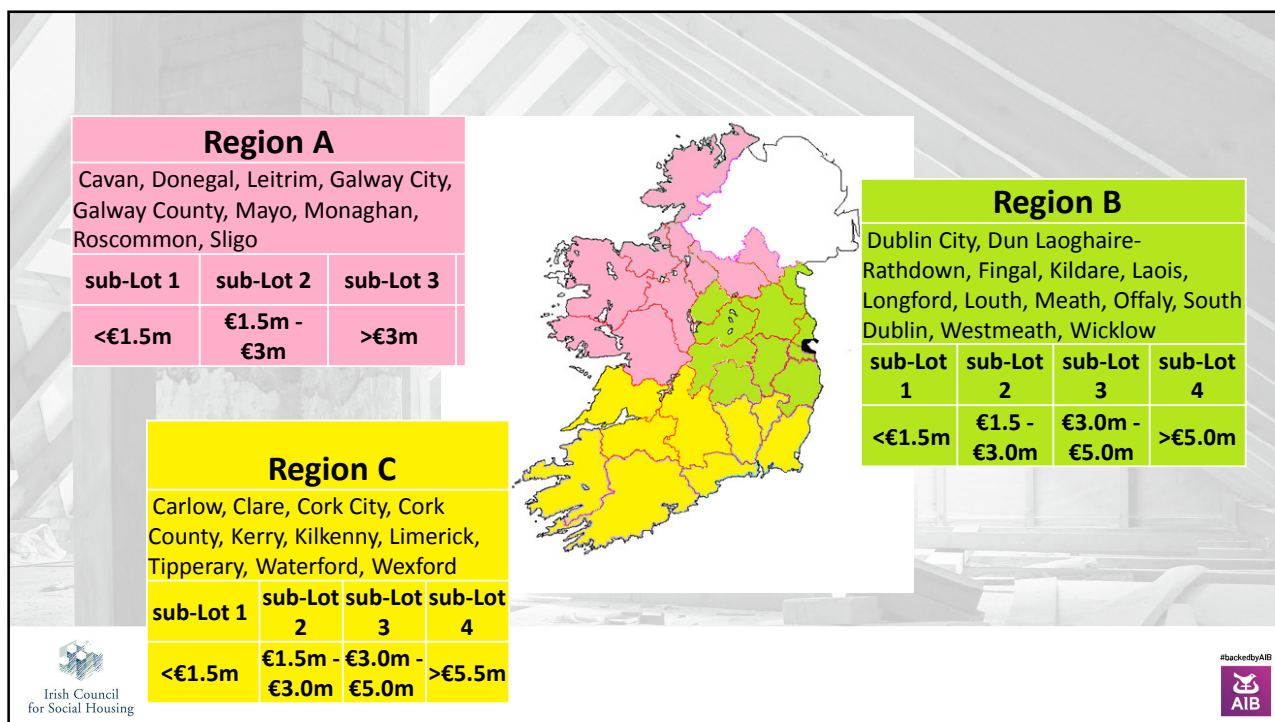 Region A
Cavan, Donegal, Leitrim, Galway City,
Galway County, Mayo, Monaghan,
Roscommon, Sligo
sub-Lot 1 sub-Lot 2 sub-Lot 3
<€1.5m €1.5m - €3m >€3m
Region B
Dublin City, Dun Laoghaire-
Rathdown, Fingal, Kildare, Laois,
Longford, Louth, Meath, Offaly, South
Dublin, Westmeath, Wicklow
sub-Lot 1 sub-Lot 2 sub-Lot 3 sub-Lot 4
<€1.5m €1.5 - €3.0m €3.0m - €5.0m >€5.0m
Region C
Carlow, Clare, Cork City, Cork
County, Kerry, Kilkenny, Limerick,
Tipperary, Waterford, Wexford
sub-Lot 1 sub-Lot 2 sub-Lot 3 sub-Lot 4
<€1.5m €1.5m - €3.0m €3.0m - €5.0m >€5.5m
Irish Council
for Social Housing
#backedbyAIB
AIB